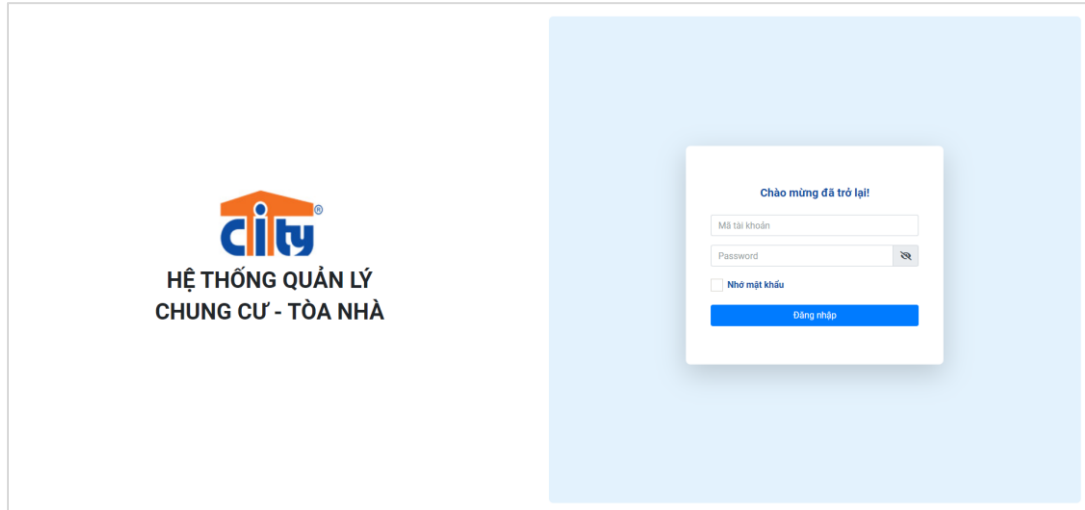 ciity®
HỆ THỐNG QUẢN LÝ
CHUNG CƯ - TÒA NHÀ
Chào mừng đã trở lại!
Mã tài khoản
Password
Nhớ mật khẩu
Đăng nhập